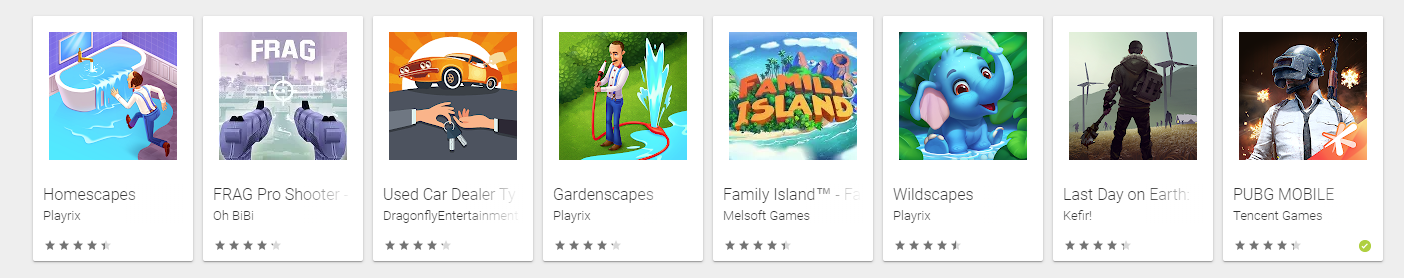 FRAG
FAMILY
ISLAND
Homescapes
Playrix
FRAG Pro Shooter -
Oh BiBi
Used Car Dealer Ty
DragonflyEntertainment
Gardenscapes
Playrix
Family Island™ - Fa
Melsoft Games
Wildscapes
Playrix
Last Day on Earth:
Kefir!
PUBG MOBILE
Tencent Games